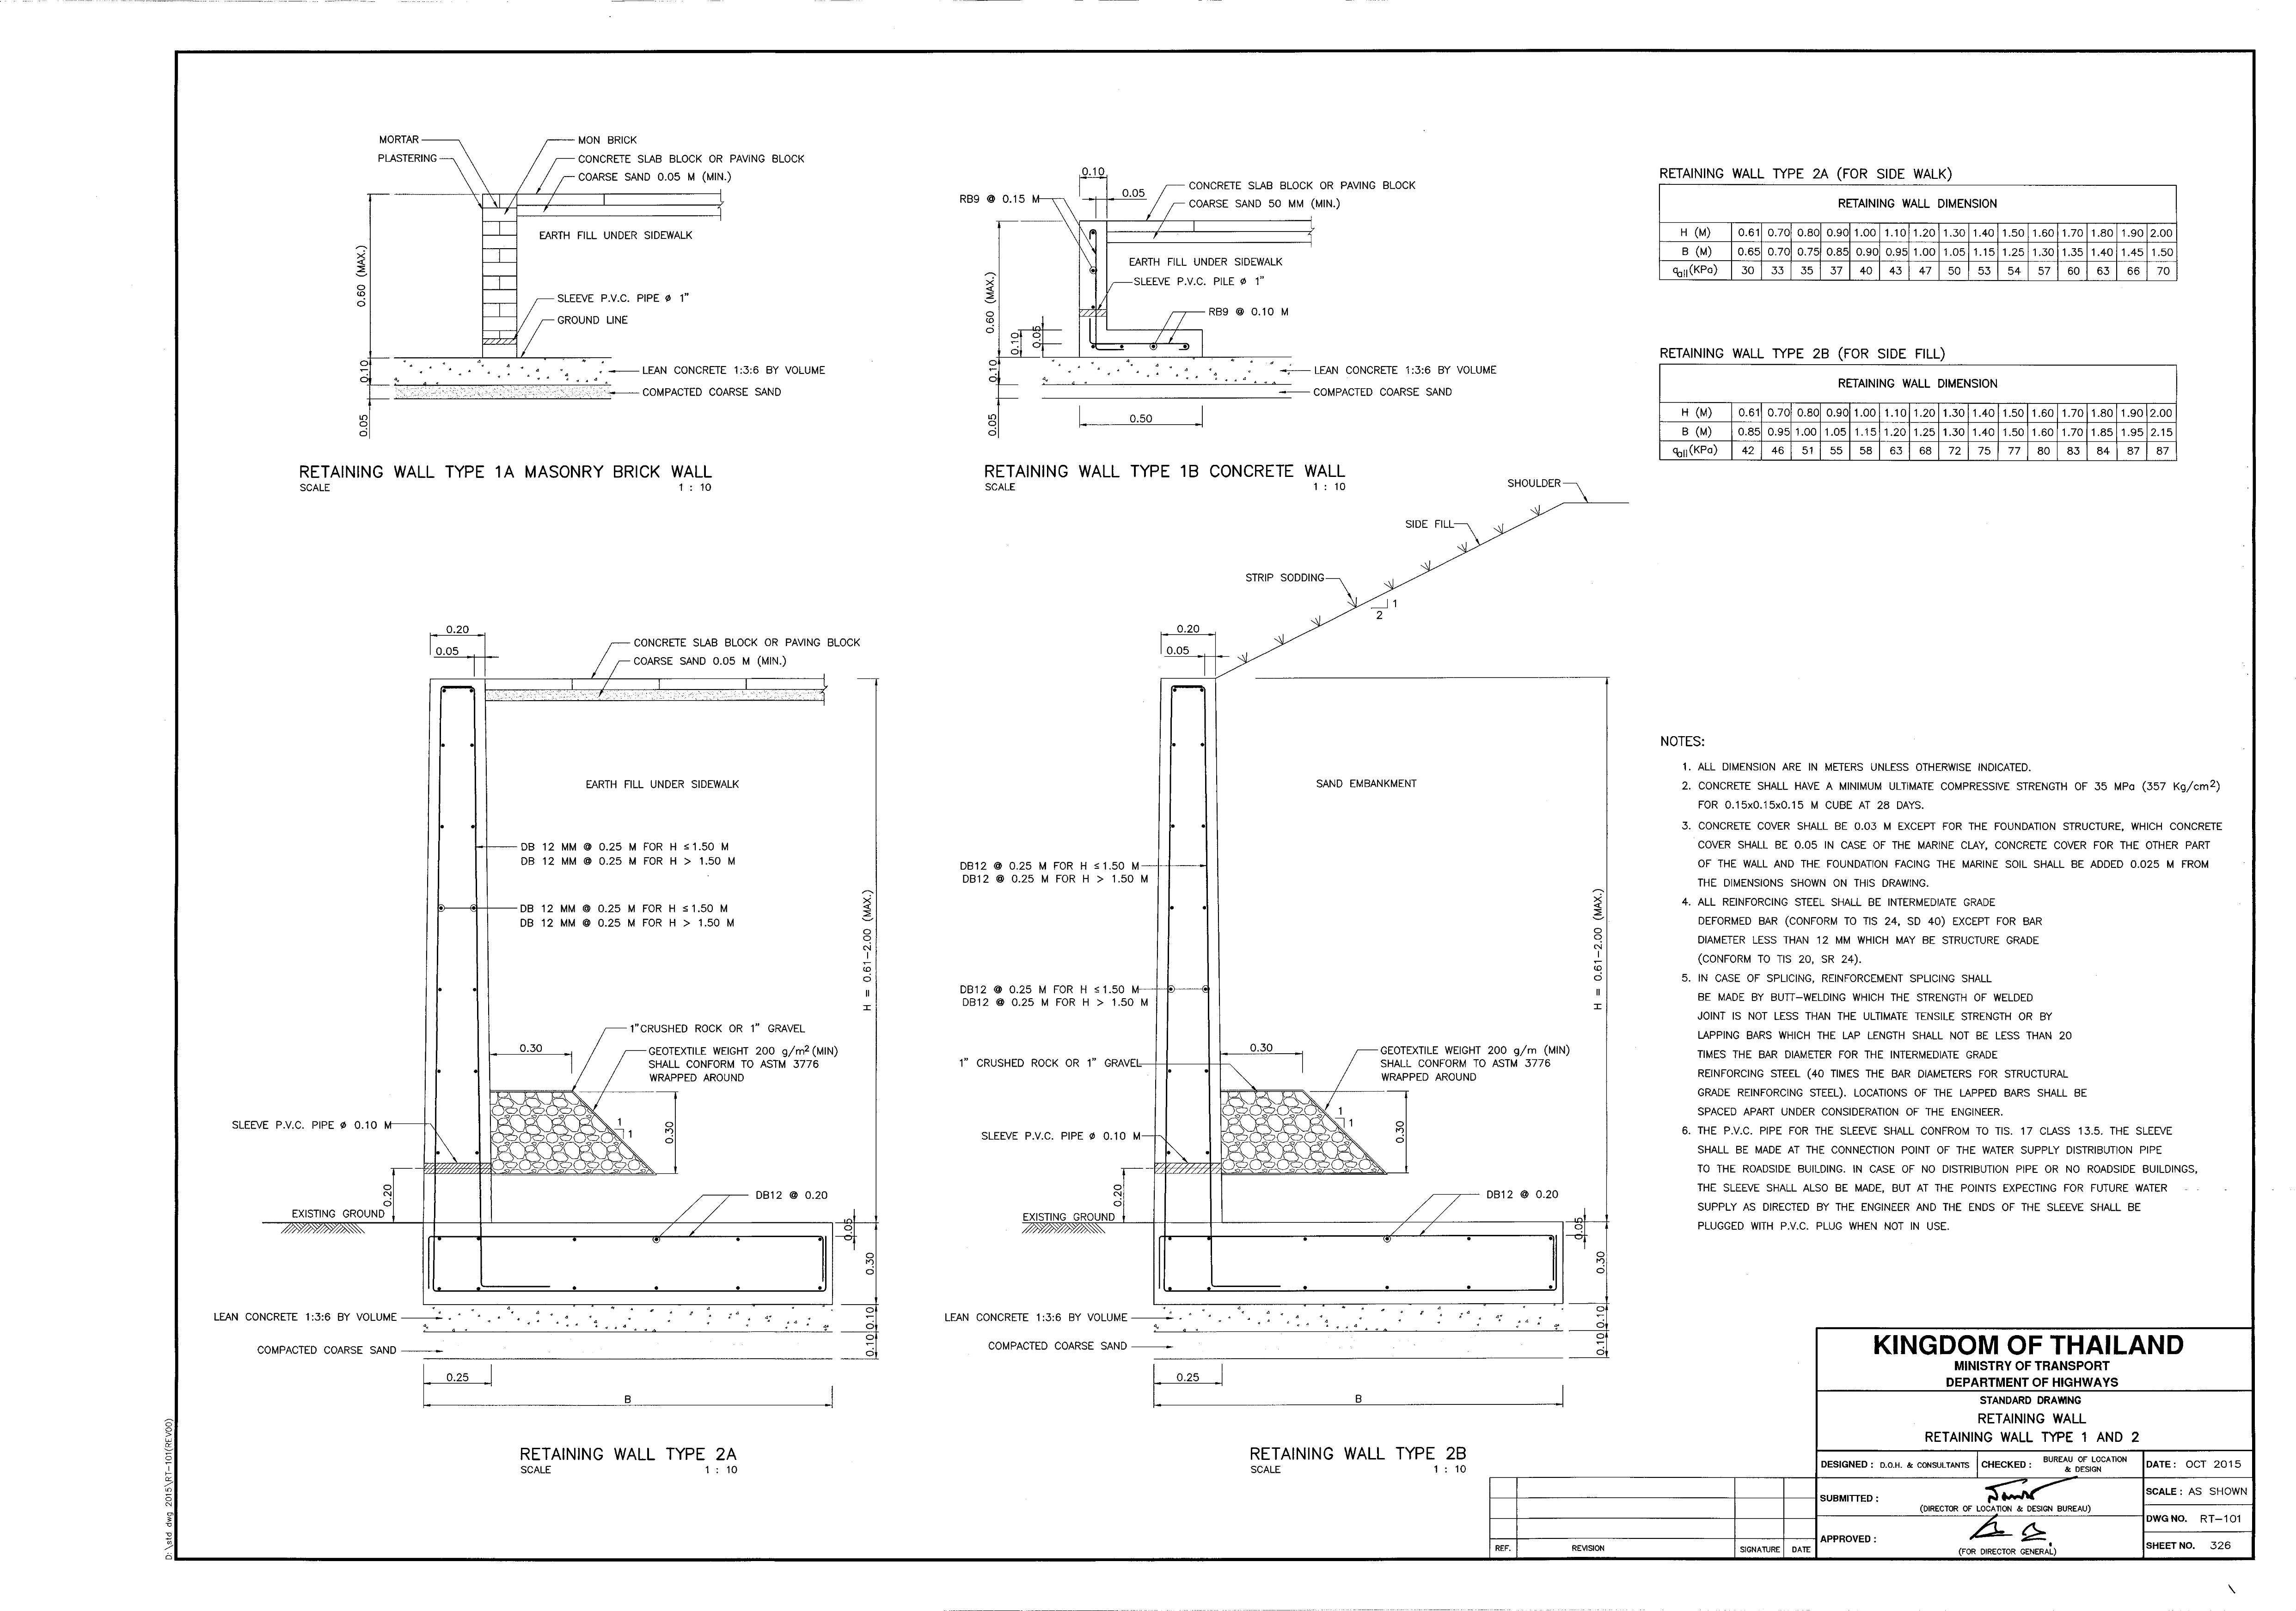 MORTAR
PLASTERING
MON BRICK
CONCRETE SLAB BLOCK OR PAVING BLOCK
COARSE SAND 0.05 M (MIN.)
EARTH FILL UNDER SIDEWALK
0.60 (MAX.)
SLEEVE P.V.C. PIPE ø 1"
GROUND LINE
0.10
LEAN CONCRETE 1:3:6 BY VOLUME
COMPACTED COARSE SAND
0.05
RETAINING WALL TYPE 1A MASONRY BRICK WALL
SCALE 1 : 10
0.10
0.05
RB9 @ 0.15 M
CONCRETE SLAB BLOCK OR PAVING BLOCK
COARSE SAND 50 MM (MIN.)
EARTH FILL UNDER SIDEWALK
SLEEVE P.V.C. PILE ø 1"
0.60 (MAX.)
RB9 @ 0.10 M
0.10
0.05
0.10
LEAN CONCRETE 1:3:6 BY VOLUME
COMPACTED COARSE SAND
0.05
0.50
RETAINING WALL TYPE 1B CONCRETE WALL
SCALE 1 : 10
RETAINING WALL TYPE 2A (FOR SIDE WALK)
RETAINING WALL DIMENSION
H (M) 0.61 0.70 0.80 0.90 1.00 1.10 1.20 1.30 1.40 1.50 1.60 1.70 1.80 1.90 2.00
B (M) 0.65 0.70 0.75 0.85 0.90 0.95 1.00 1.05 1.15 1.25 1.30 1.35 1.40 1.45 1.50
qall(KPa) 30 33 35 37 40 43 47 50 53 54 57 60 63 66 70
RETAINING WALL TYPE 2B (FOR SIDE FILL)
RETAINING WALL DIMENSION
H (M) 0.61 0.70 0.80 0.90 1.00 1.10 1.20 1.30 1.40 1.50 1.60 1.70 1.80 1.90 2.00
B (M) 0.85 0.95 1.00 1.05 1.15 1.20 1.25 1.30 1.40 1.50 1.60 1.70 1.85 1.95 2.15
qall(KPa) 42 46 51 55 58 63 68 72 75 77 80 83 84 87 87
0.20
0.05
CONCRETE SLAB BLOCK OR PAVING BLOCK
COARSE SAND 0.05 M (MIN.)
EARTH FILL UNDER SIDEWALK
DB 12 MM @ 0.25 M FOR H ≤1.50 M
DB 12 MM @ 0.25 M FOR H > 1.50 M
DB 12 MM @ 0.25 M FOR H ≤1.50 M
DB 12 MM @ 0.25 M FOR H > 1.50 M
H = 0.61-2.00 (MAX.)
1"CRUSHED ROCK OR 1" GRAVEL
0.30
GEOTEXTILE WEIGHT 200 g/m2(MIN)
SHALL CONFORM TO ASTM 3776
WRAPPED AROUND
SLEEVE P.V.C. PIPE ø 0.10 M
1
1
0.30
0.20
DB12 @ 0.20
EXISTING GROUND
0.05
0.30
LEAN CONCRETE 1:3:6 BY VOLUME
0.10
COMPACTED COARSE SAND
0.10
0.25
B
RETAINING WALL TYPE 2A
SCALE 1 : 10
SHOULDER
SIDE FILL
STRIP SODDING
1
2
0.20
0.05
SAND EMBANKMENT
DB12 @ 0.25 M FOR H ≤1.50 M
DB12 @ 0.25 M FOR H > 1.50 M
H = 0.61-2.00 (MAX.)
DB12 @ 0.25 M FOR H ≤1.50 M
DB12 @ 0.25 M FOR H > 1.50 M
0.30
1" CRUSHED ROCK OR 1" GRAVEL
GEOTEXTILE WEIGHT 200 g/m (MIN)
SHALL CONFORM TO ASTM 3776
WRAPPED AROUND
SLEEVE P.V.C. PIPE ø 0.10 M
1
1
0.30
0.20
DB12 @ 0.20
EXISTING GROUND
0.05
0.30
LEAN CONCRETE 1:3:6 BY VOLUME
0.10
COMPACTED COARSE SAND
0.10
0.25
B
RETAINING WALL TYPE 2B
SCALE 1 : 10
NOTES:
1. ALL DIMENSION ARE IN METERS UNLESS OTHERWISE INDICATED.
2. CONCRETE SHALL HAVE A MINIMUM ULTIMATE COMPRESSIVE STRENGTH OF 35 MPa (357 Kg/cm2)
FOR 0.15x0.15x0.15 M CUBE AT 28 DAYS.
3. CONCRETE COVER SHALL BE 0.03 M EXCEPT FOR THE FOUNDATION STRUCTURE, WHICH CONCRETE
COVER SHALL BE 0.05 IN CASE OF THE MARINE CLAY, CONCRETE COVER FOR THE OTHER PART
OF THE WALL AND THE FOUNDATION FACING THE MARINE SOIL SHALL BE ADDED 0.025 M FROM
THE DIMENSIONS SHOWN ON THIS DRAWING.
4. ALL REINFORCING STEEL SHALL BE INTERMEDIATE GRADE
DEFORMED BAR (CONFORM TO TIS 24, SD 40) EXCEPT FOR BAR
DIAMETER LESS THAN 12 MM WHICH MAY BE STRUCTURE GRADE
(CONFORM TO TIS 20, SR 24).
5. IN CASE OF SPLICING, REINFORCEMENT SPLICING SHALL
BE MADE BY BUTT-WELDING WHICH THE STRENGTH OF WELDED
JOINT IS NOT LESS THAN THE ULTIMATE TENSILE STRENGTH OR BY
LAPPING BARS WHICH THE LAP LENGTH SHALL NOT BE LESS THAN 20
TIMES THE BAR DIAMETER FOR THE INTERMEDIATE GRADE
REINFORCING STEEL (40 TIMES THE BAR DIAMETERS FOR STRUCTURAL
GRADE REINFORCING STEEL). LOCATIONS OF THE LAPPED BARS SHALL BE
SPACED APART UNDER CONSIDERATION OF THE ENGINEER.
6. THE P.V.C. PIPE FOR THE SLEEVE SHALL CONFROM TO TIS. 17 CLASS 13.5. THE SLEEVE
SHALL BE MADE AT THE CONNECTION POINT OF THE WATER SUPPLY DISTRIBUTION PIPE
TO THE ROADSIDE BUILDING. IN CASE OF NO DISTRIBUTION PIPE OR NO ROADSIDE BUILDINGS,
THE SLEEVE SHALL ALSO BE MADE, BUT AT THE POINTS EXPECTING FOR FUTURE WATER
SUPPLY AS DIRECTED BY THE ENGINEER AND THE ENDS OF THE SLEEVE SHALL BE
PLUGGED WITH P.V.C. PLUG WHEN NOT IN USE.
KINGDOM OF THAILAND
MINISTRY OF TRANSPORT
DEPARTMENT OF HIGHWAYS
STANDARD DRAWING
RETAINING WALL
RETAINING WALL TYPE 1 AND 2
DESIGNED : D.O.H. & CONSULTANTS
CHECKED : BUREAU OF LOCATION
& DESIGN
DATE : OCT 2015
SUBMITTED :
(DIRECTOR OF LOCATION & DESIGN BUREAU)
SCALE : AS SHOWN
DWG NO. RT-101
APPROVED :
(FOR DIRECTOR GENERAL)
SHEET NO. 326
REF. REVISION SIGNATURE DATE
D:\std dwg 2015\RT-101(REV00)